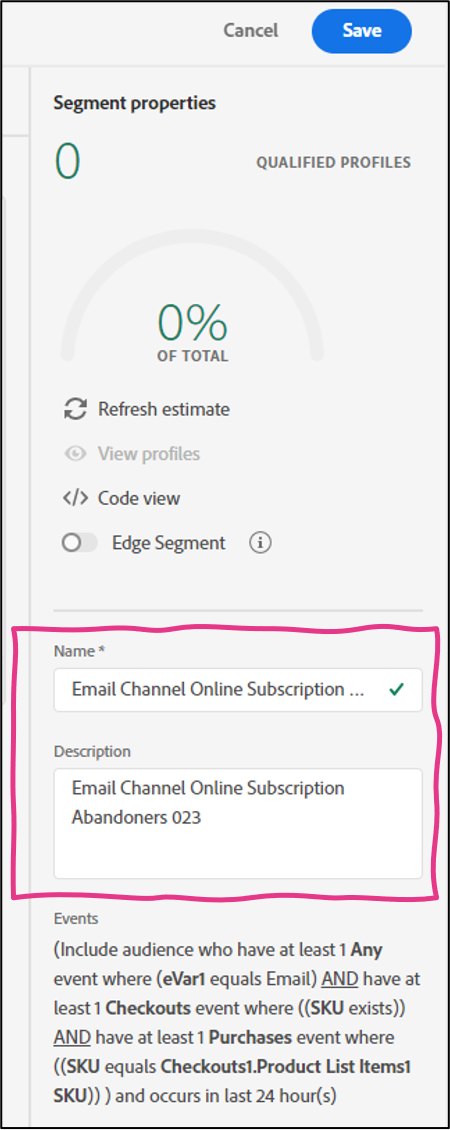 Cancel Save
Segment properties
0 QUALIFIED PROFILES
0%
OF TOTAL
Refresh estimate
View profiles
</> Code view
Edge Segment
Name *
Email Channel Online Subscription ...
Description
Email Channel Online Subscription
Abandoners 023
Events
(Include audience who have at least 1 Any
event where (eVar1 equals Email) AND have at
least 1 Checkouts event where ((SKU exists))
AND have at least 1 Purchases event where
((SKU equals Checkouts1.Product List Items1
SKU)) ) and occurs in last 24 hour(s)